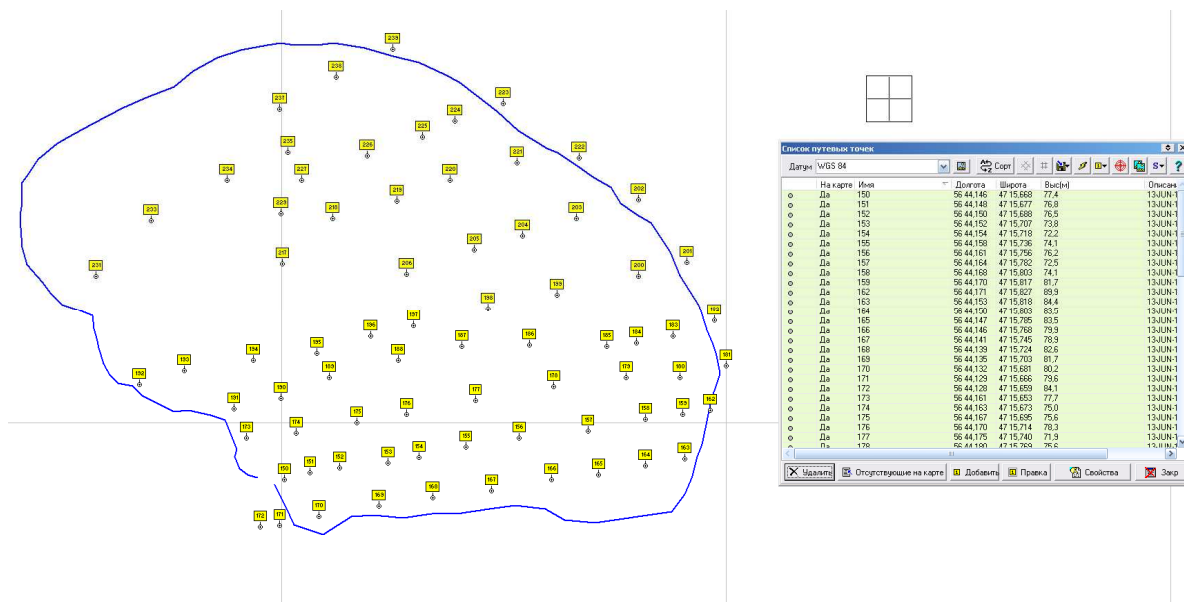 239
238
237
223
224
225
235
226
222
221
234
227
220
219
202
233
229
218
203
204
205
217
201
231
206
200
199
198
192
197
196
183
184
185
186
187
195
188
194
181
193
189
179
180
192
178
190
177
191
176
162
159
158
175
174
173
157
156
155
154
163
153
164
152
165
151
150
166
167
168
169
170
171
172
Список путевых точек
Датум WGS 84 Сорт S ?
На карте Имя Долгота Широта Выс(м) Описан
Да 150 56 44,146 47 15,668 77,4 13-JUN-1
Да 151 56 44,148 47 15,677 76,8 13-JUN-1
Да 152 56 44,150 47 15,688 76,5 13-JUN-1
Да 153 56 44,152 47 15,707 73,8 13-JUN-1
Да 154 56 44,154 47 15,718 72,2 13-JUN-1
Да 155 56 44,158 47 15,736 74,1 13-JUN-1
Да 156 56 44,161 47 15,756 76,2 13-JUN-1
Да 157 56 44,164 47 15,782 72,5 13-JUN-1
Да 158 56 44,168 47 15,803 74,1 13-JUN-1
Да 159 56 44,170 47 15,817 81,7 13-JUN-1
Да 162 56 44,171 47 15,827 89,9 13-JUN-1
Да 163 56 44,153 47 15,818 84,4 13-JUN-1
Да 164 56 44,150 47 15,803 83,5 13-JUN-1
Да 165 56 44,147 47 15,785 83,5 13-JUN-1
Да 166 56 44,146 47 15,768 79,9 13-JUN-1
Да 167 56 44,141 47 15,745 78,9 13-JUN-1
Да 168 56 44,139 47 15,724 82,6 13-JUN-1
Да 169 56 44,135 47 15,703 81,7 13-JUN-1
Да 170 56 44,132 47 15,681 80,2 13-JUN-1
Да 171 56 44,129 47 15,666 79,6 13-JUN-1
Да 172 56 44,128 47 15,659 84,1 13-JUN-1
Да 173 56 44,161 47 15,653 77,7 13-JUN-1
Да 174 56 44,163 47 15,673 75,0 13-JUN-1
Да 175 56 44,167 47 15,695 75,6 13-JUN-1
Да 176 56 44,170 47 15,714 78,3 13-JUN-1
Да 177 56 44,175 47 15,740 71,9 13-JUN-1
Да 178 56 44,180 47 15,769 75,6 13-JUN-1
Удалить Отсутствующие на карте Добавить Правка Свойства Закр